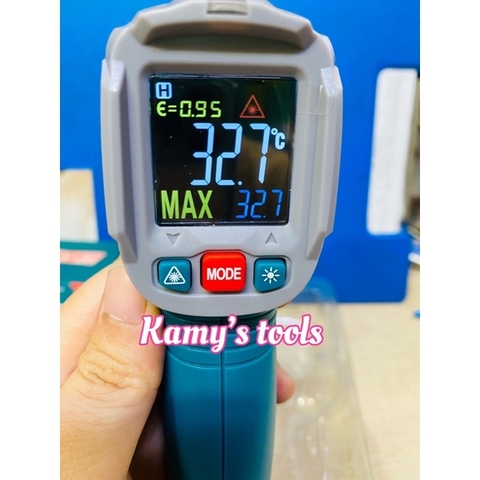 H
ε=0.95
32.7°C
MAX 32.7
MODE
Kamy's tools